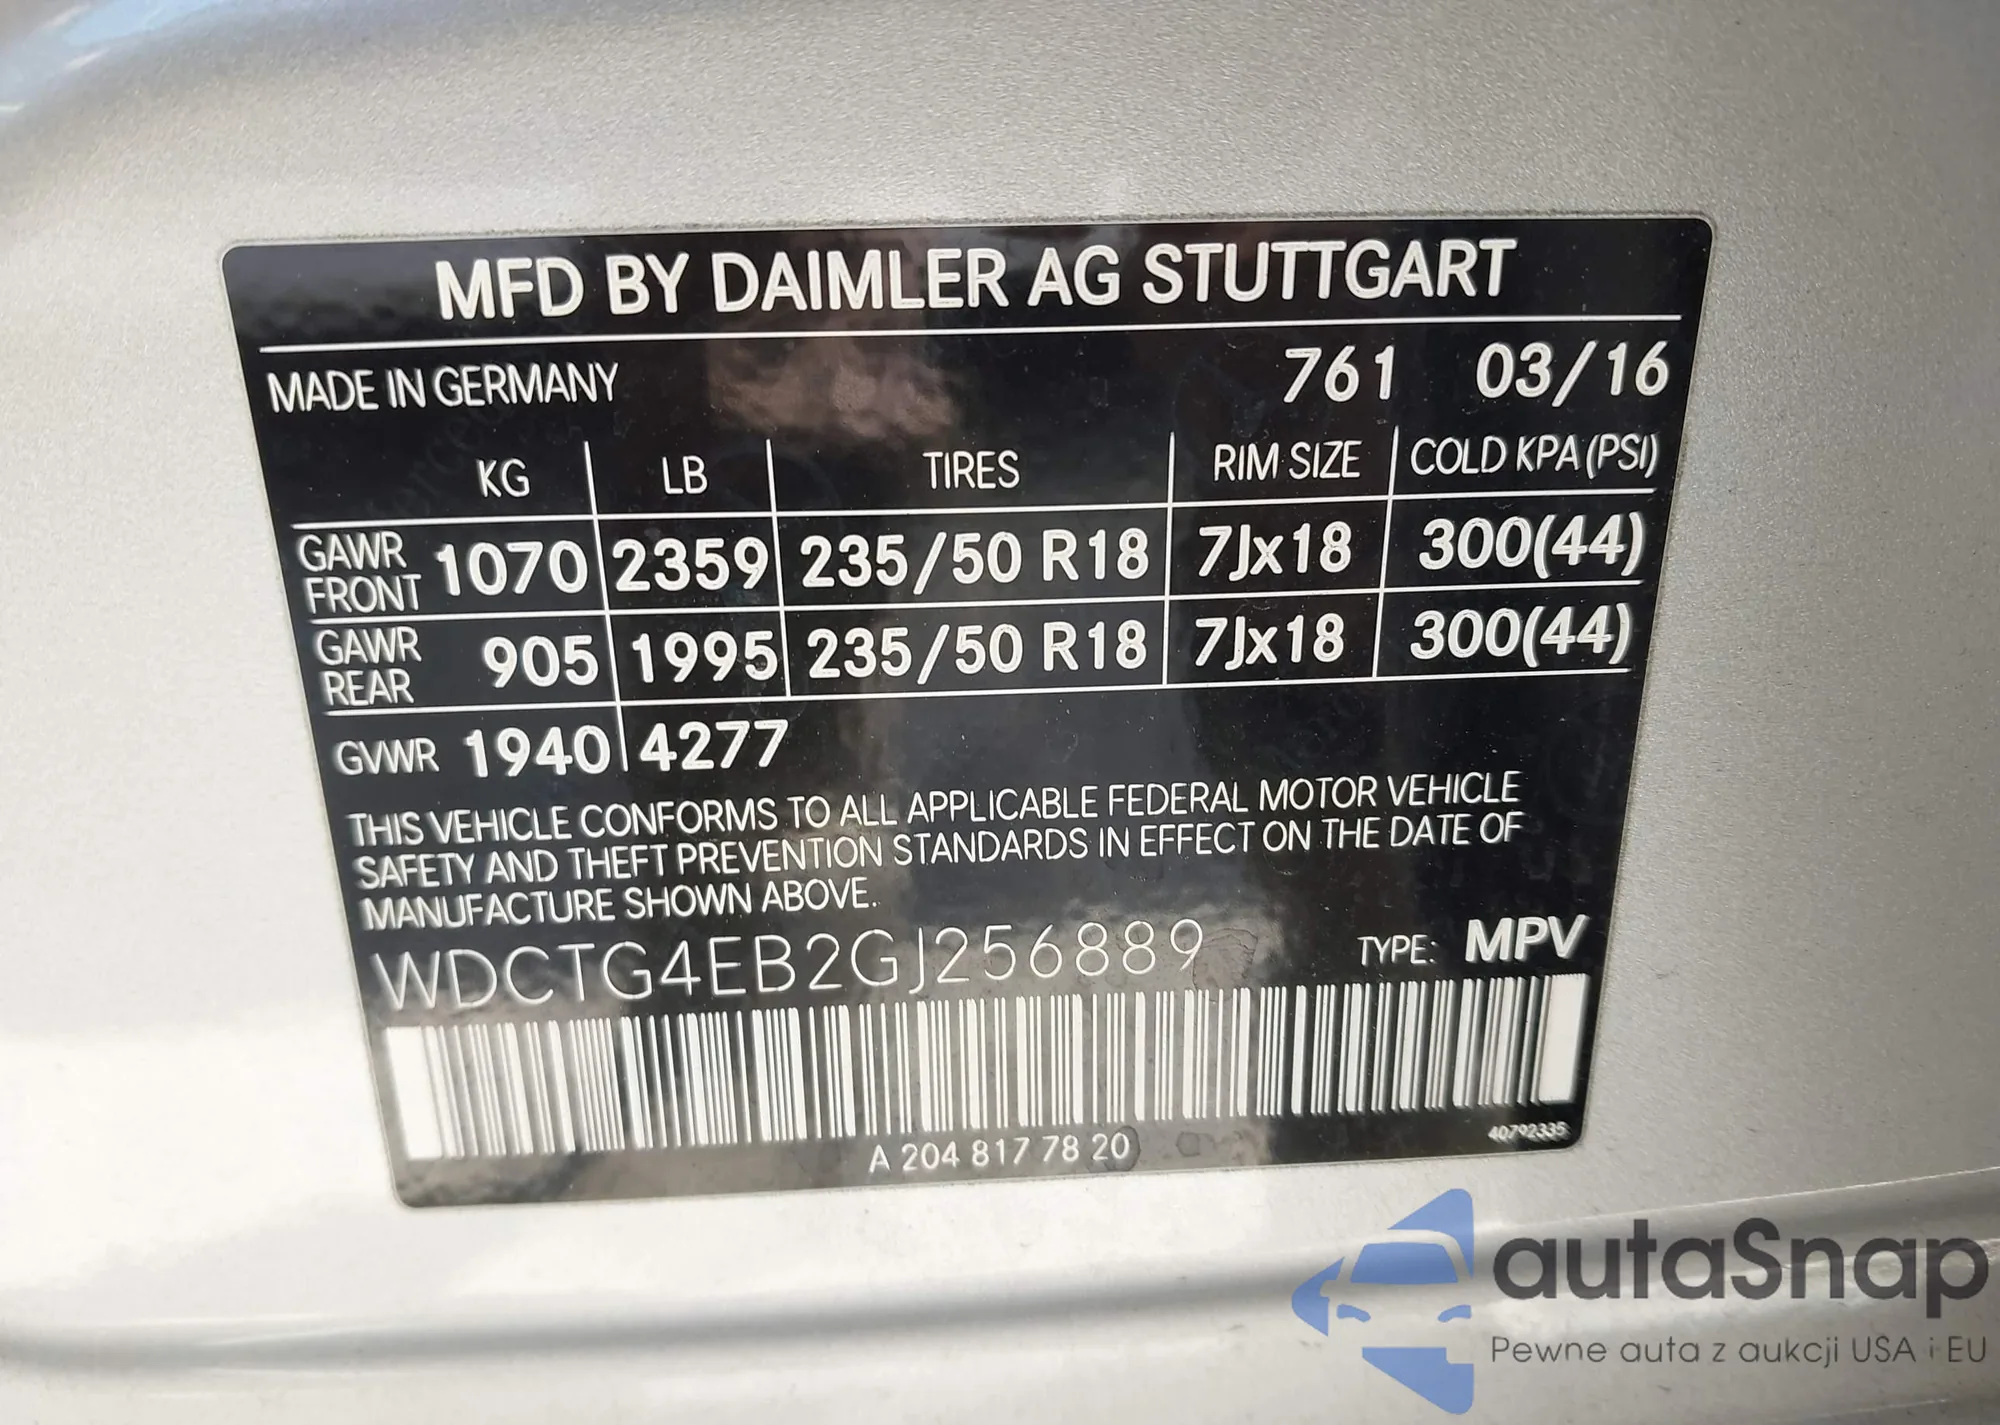 MFD BY DAIMLER AG STUTTGART
MADE IN GERMANY 761 03/16
KG LB TIRES RIM SIZE COLD KPA (PSI)
GAWR FRONT 1070 2359 235/50 R18 7Jx18 300(44)
GAWR REAR 905 1995 235/50 R18 7Jx18 300(44)
GVWR 1940 4277
THIS VEHICLE CONFORMS TO ALL APPLICABLE FEDERAL MOTOR VEHICLE
SAFETY AND THEFT PREVENTION STANDARDS IN EFFECT ON THE DATE OF
MANUFACTURE SHOWN ABOVE.
WDCTG4EB2GJ256889 TYPE: MPV
A 204 817 78 20 40792335
autaSnap
Pewne auta z aukcji USA i EU